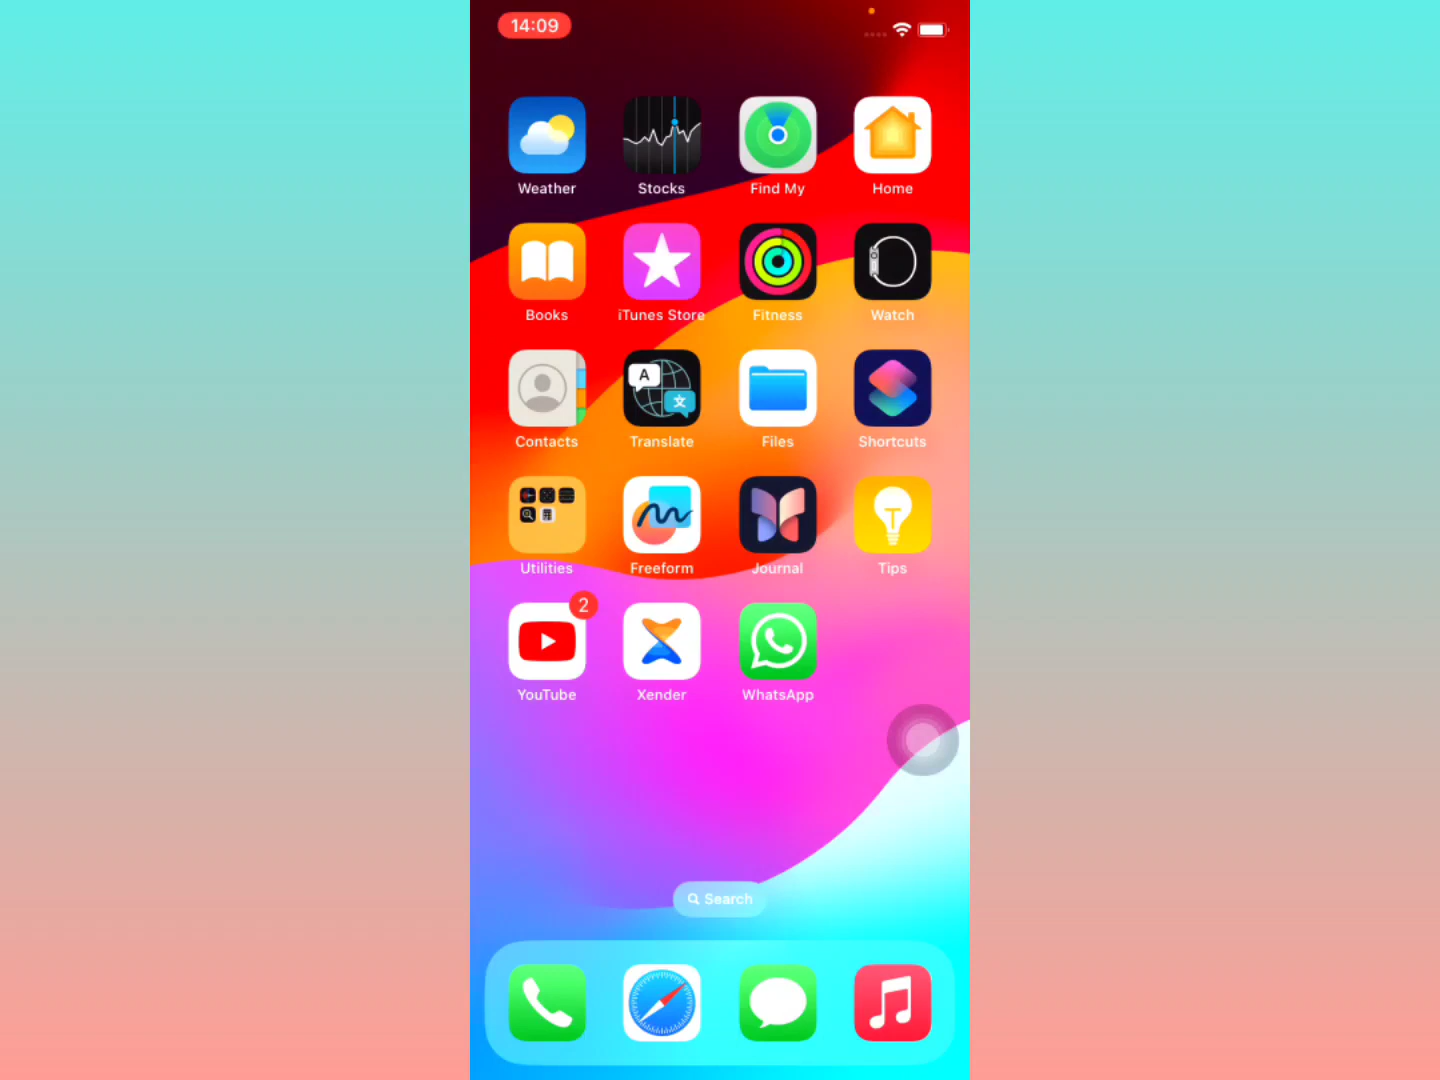 14:09
Weather
Stocks
Find My
Home
Books
iTunes Store
Fitness
Watch
A
文
Contacts
Translate
Files
Shortcuts
Utilities
Freeform
Journal
Tips
2
YouTube
Xender
WhatsApp
Search